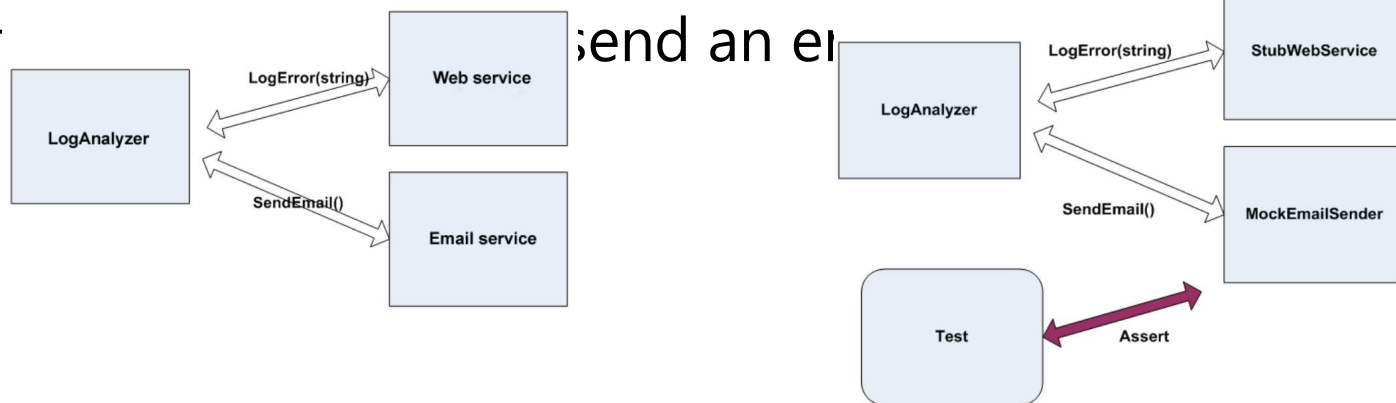 send an
LogError(string)
Web service
LogAnalyzer
SendEmail()
Email service
LogError(string)
StubWebService
LogAnalyzer
SendEmail()
MockEmailSender
Test
Assert